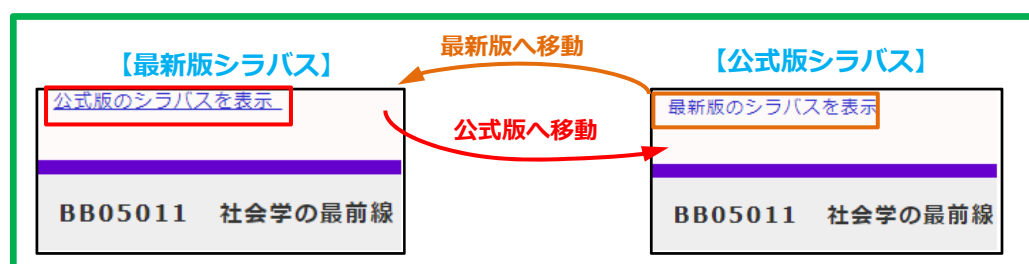 最新版へ移動
【最新版シラバス】
【公式版シラバス】
公式版のシラバスを表示
最新版のシラバスを表示
公式版へ移動
BB05011 社会学の最前線
BB05011 社会学の最前線